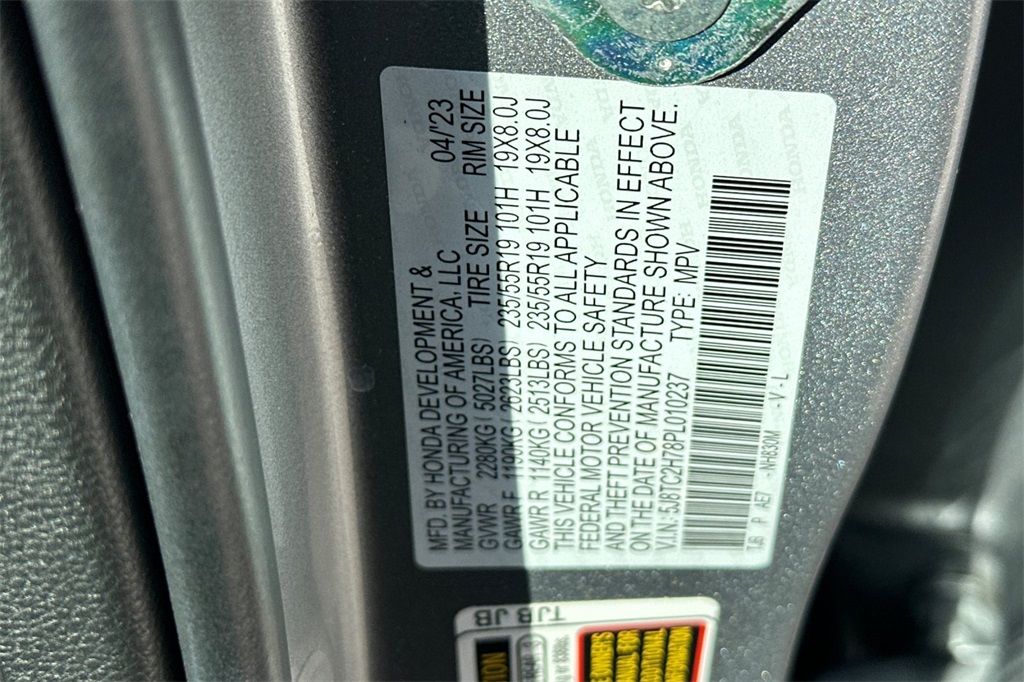 MFD. BY HONDA DEVELOPMENT & 04/'23
MANUFACTURING OF AMERICA, LLC
TIRE SIZE RIM SIZE
GVWR 2280KG ( 5027LBS)
GAWR F 1190KG ( 2623LBS) 235/55R19 101H 19X8.0J
GAWR R 1140KG ( 2513LBS) 235/55R19 101H 19X8.0J
THIS VEHICLE CONFORMS TO ALL APPLICABLE
FEDERAL MOTOR VEHICLE SAFETY
AND THEFT PREVENTION STANDARDS IN EFFECT
ON THE DATE OF MANUFACTURE SHOWN ABOVE.
V.I.N.: 5J8TC2H78PL010237 TYPE: MPV
TJB P AE7 -NH830M -V - L
TJB JB